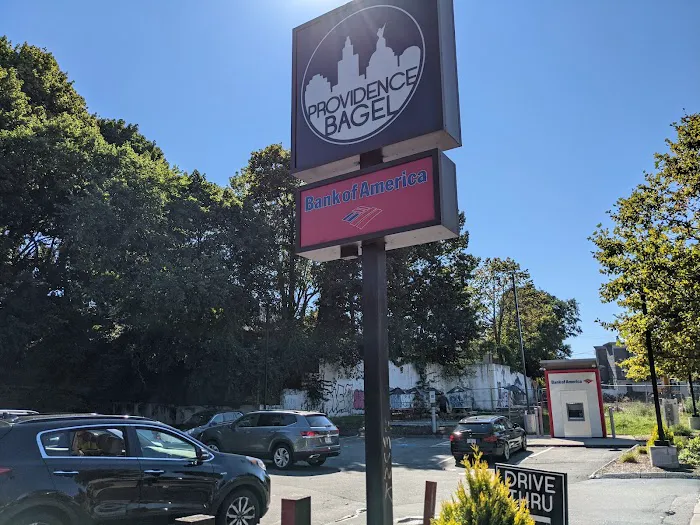 PROVIDENCE
BAGEL
Bank of America
Bank of America
DRIVE
THRU